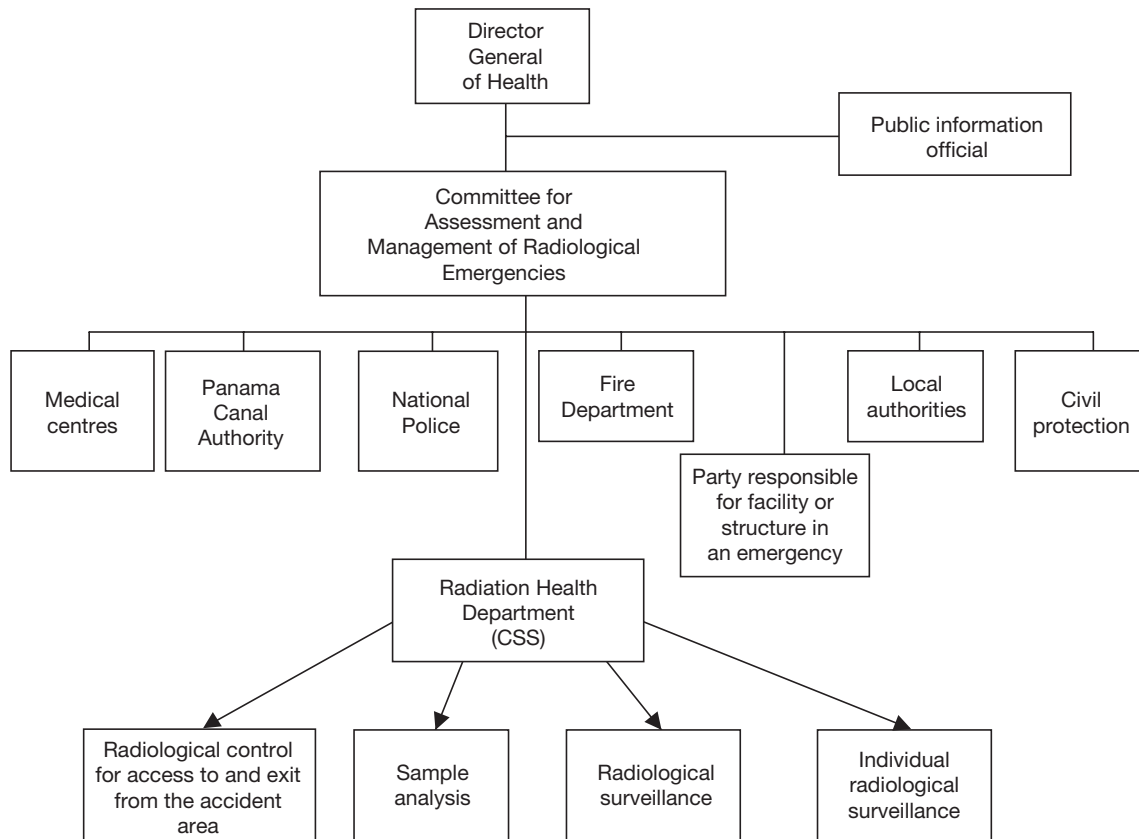 Director
General
of Health
Public information
official
Committee for
Assessment and
Management of Radiological
Emergencies
Medical
centres
Panama
Canal
Authority
National
Police
Fire
Department
Local
authorities
Civil
protection
Party responsible
for facility or
structure in
an emergency
Radiation Health
Department
(CSS)
Radiological control
for access to and exit
from the accident
area
Sample
analysis
Radiological
surveillance
Individual
radiological
surveillance